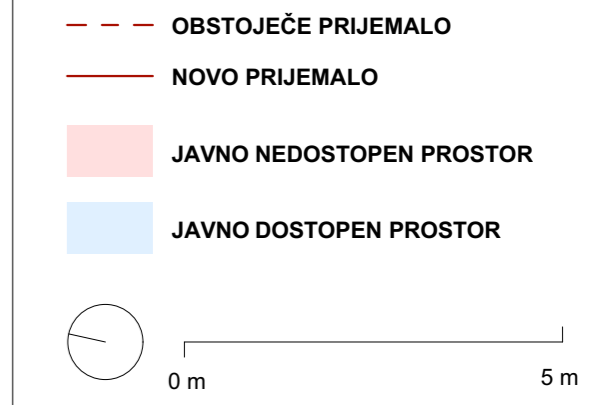 OBSTOJEČE PRIJEMALO
NOVO PRIJEMALO
JAVNO NEDOSTOPEN PROSTOR
JAVNO DOSTOPEN PROSTOR
0 m 5 m